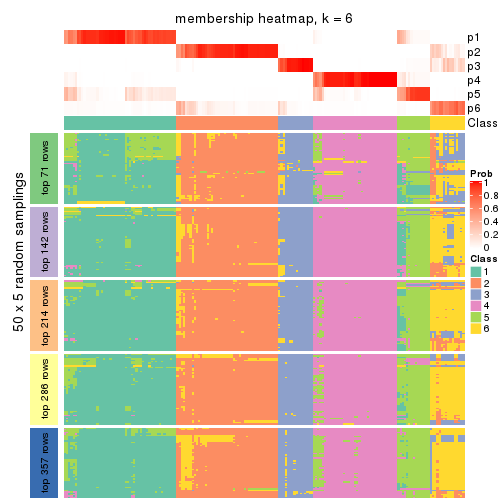 membership heatmap, k = 6
p1
p2
p3
p4
p5
p6
Class
50 x 5 random samplings
top 71 rows
top 142 rows
top 214 rows
top 286 rows
top 357 rows
Prob
1
0.8
0.6
0.4
0.2
0
Class
1
2
3
4
5
6